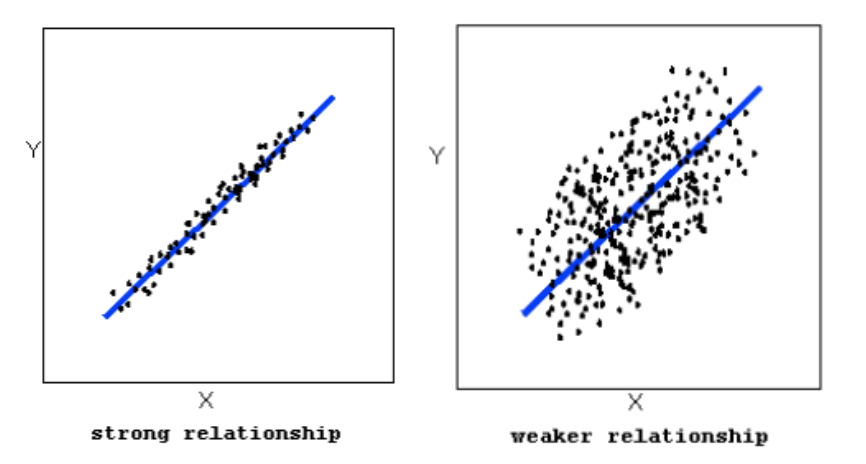 Y
X
strong relationship
Y
X
weaker relationship